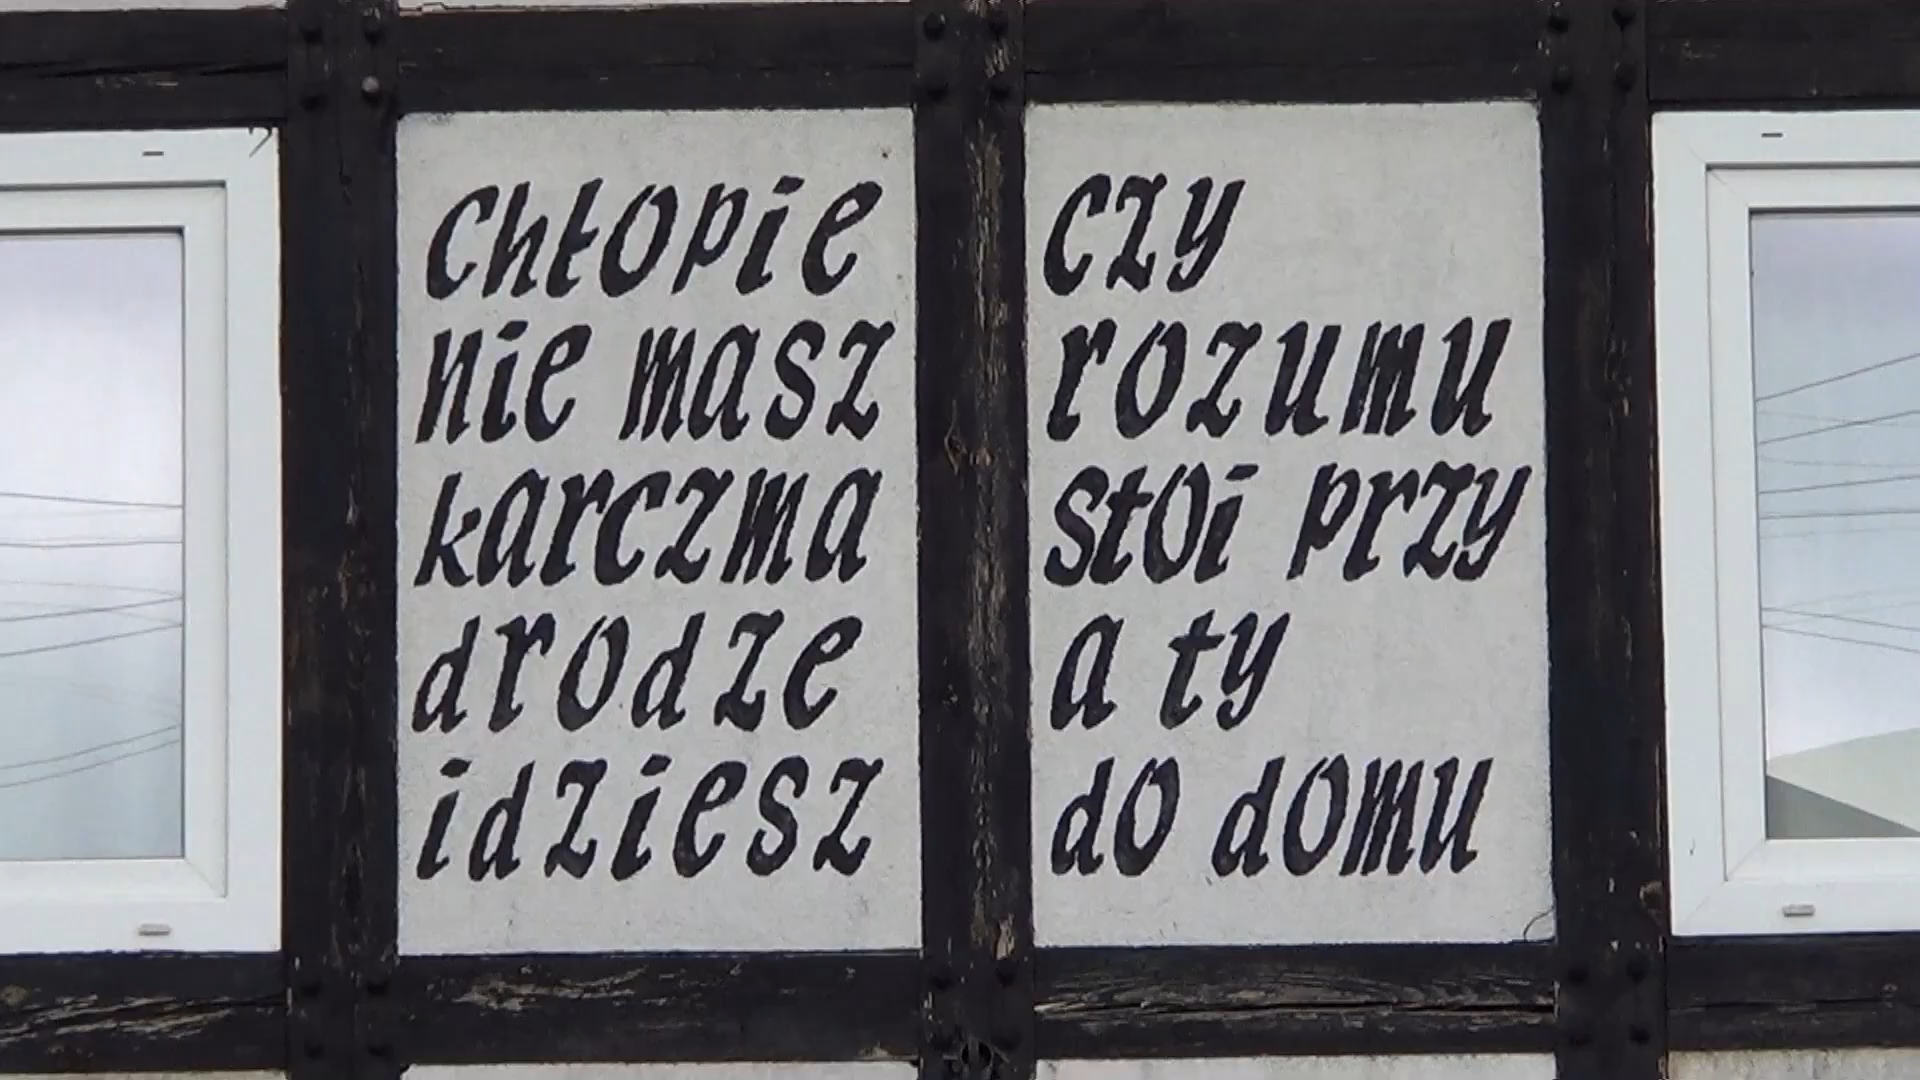 Chłopie czy
nie masz rozumu
karczma stoi przy
drodze a ty
idziesz do domu